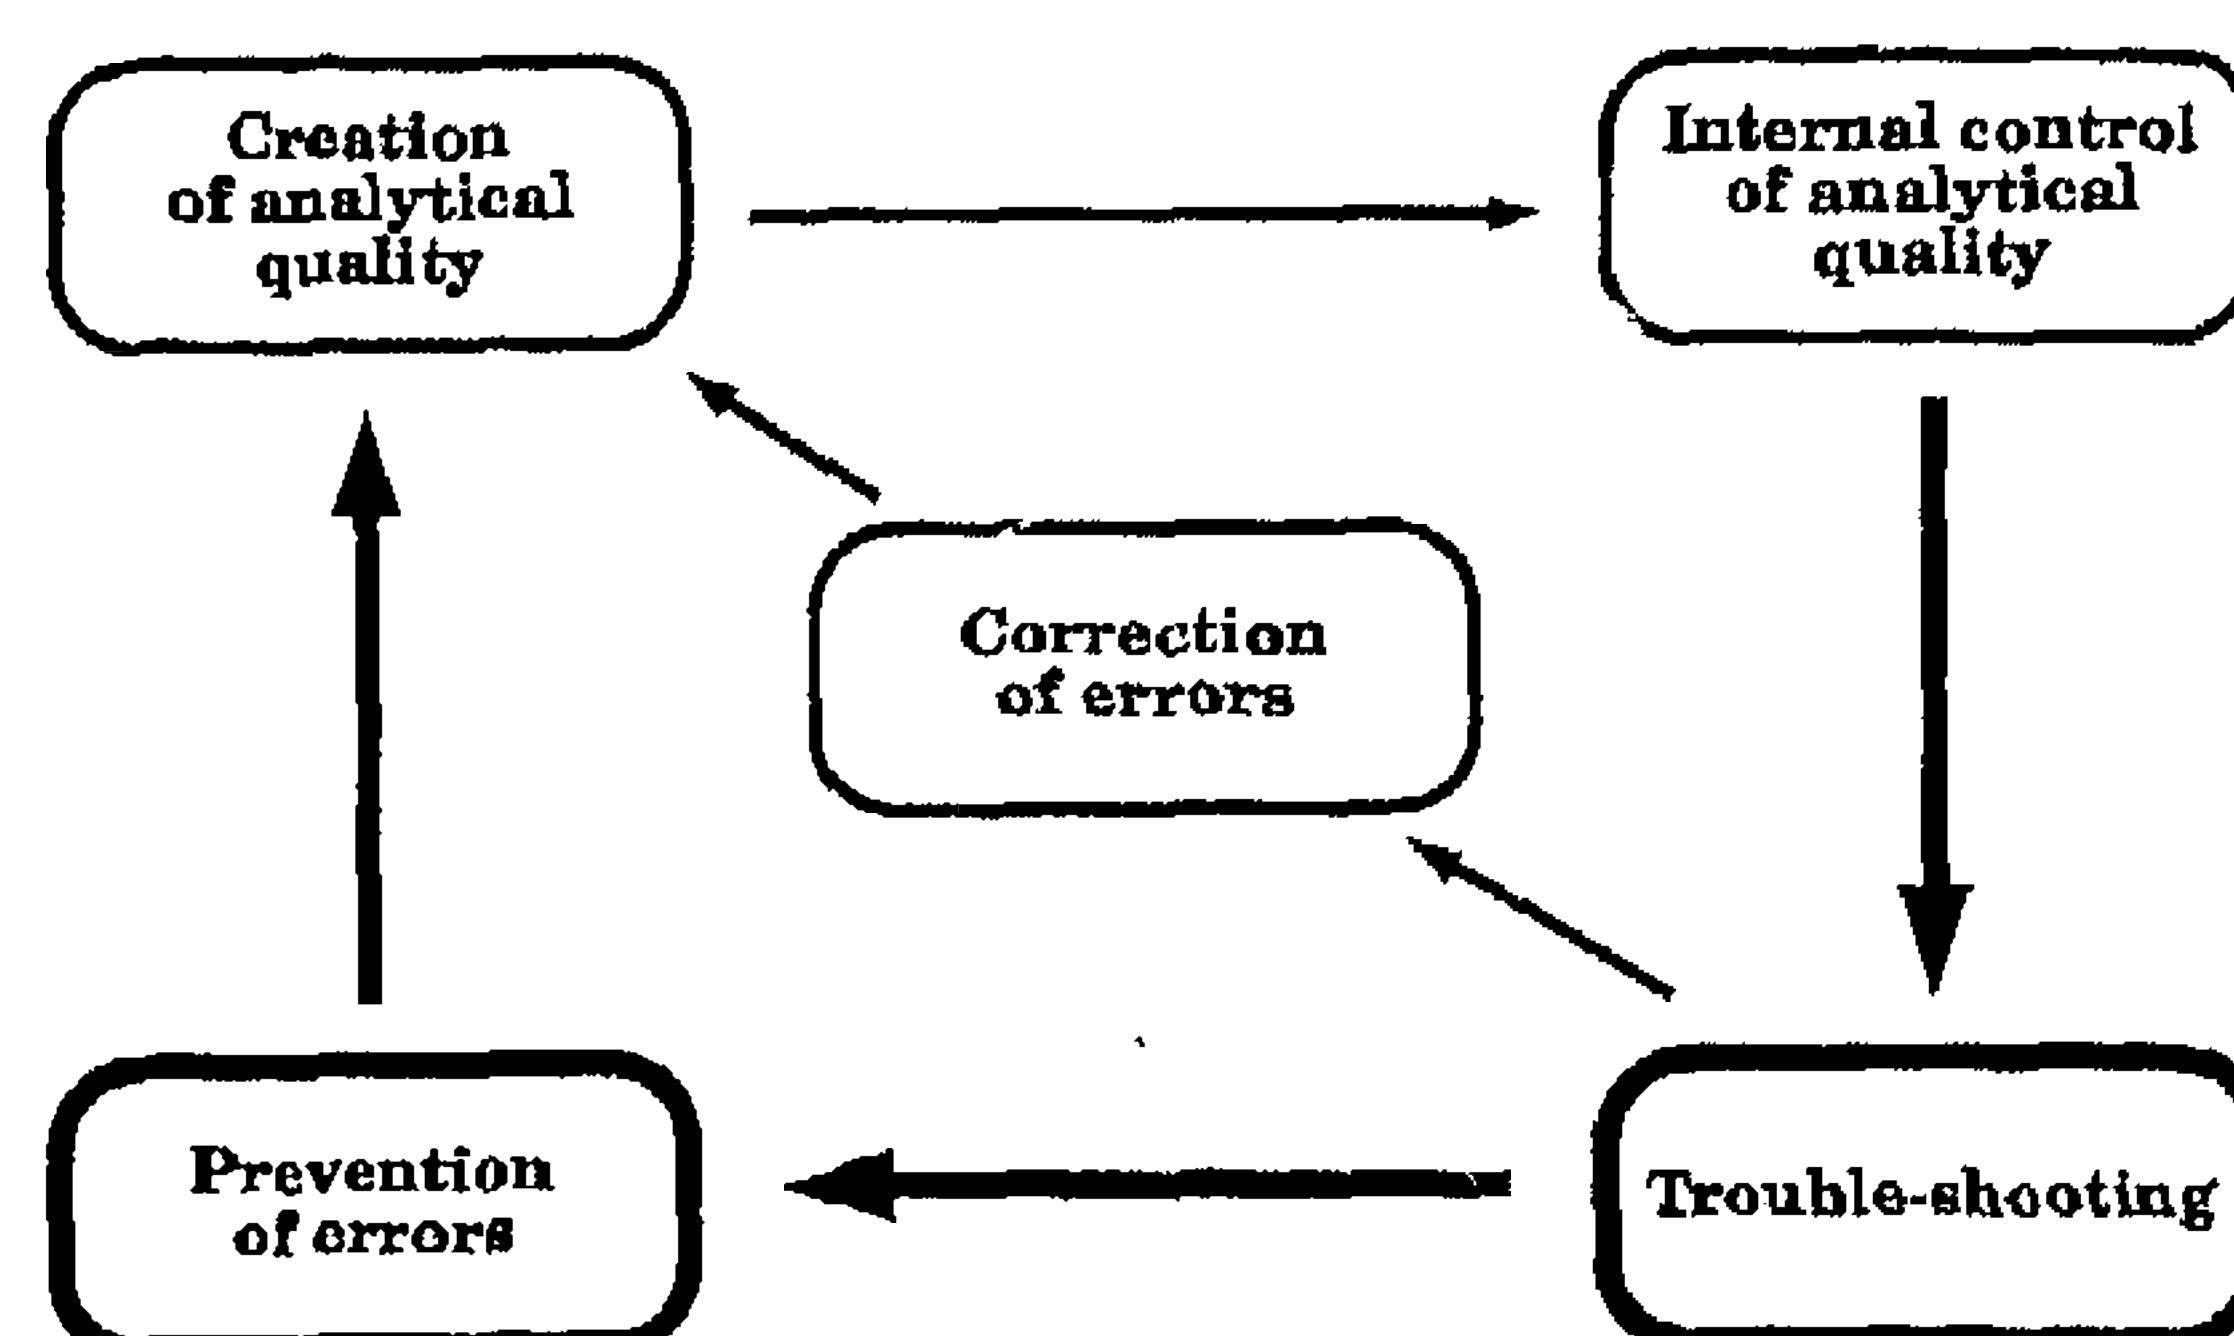 Creation
of analytical
quality
Internal control
of analytical
quality
Correction
of errors
Prevention
of errors
Trouble-shooting